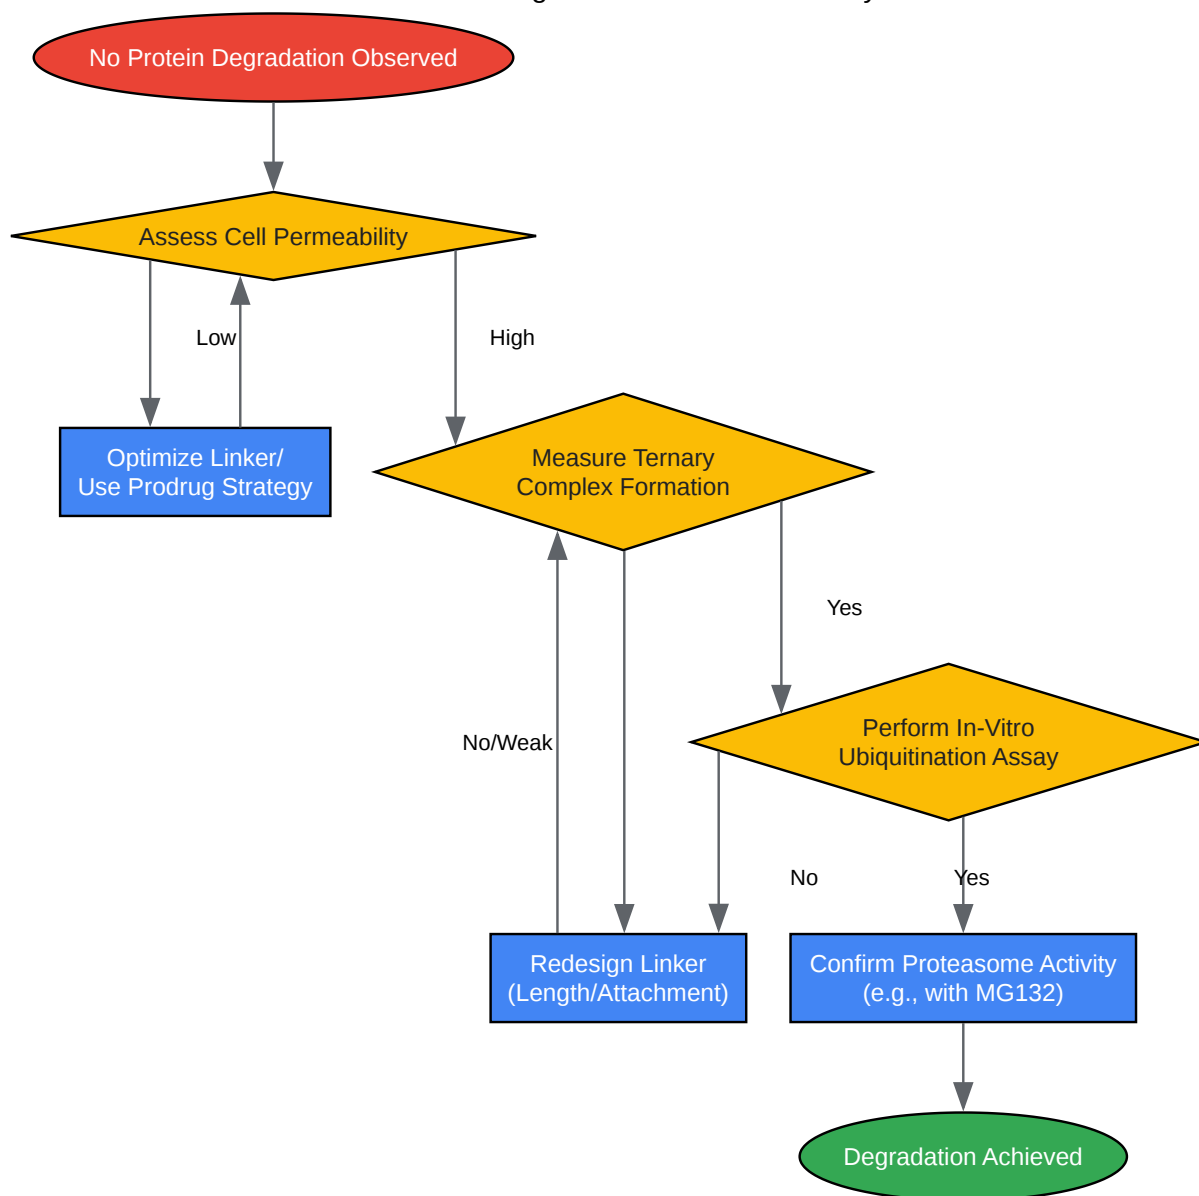 No Protein Degradation Observed
Assess Cell Permeability
Low
High
Optimize Linker/
Use Prodrug Strategy
Measure Ternary
Complex Formation
Yes
Perform In-Vitro
Ubiquitination Assay
No/Weak
No
Yes
Redesign Linker
(Length/Attachment)
Confirm Proteasome Activity
(e.g., with MG132)
Degradation Achieved